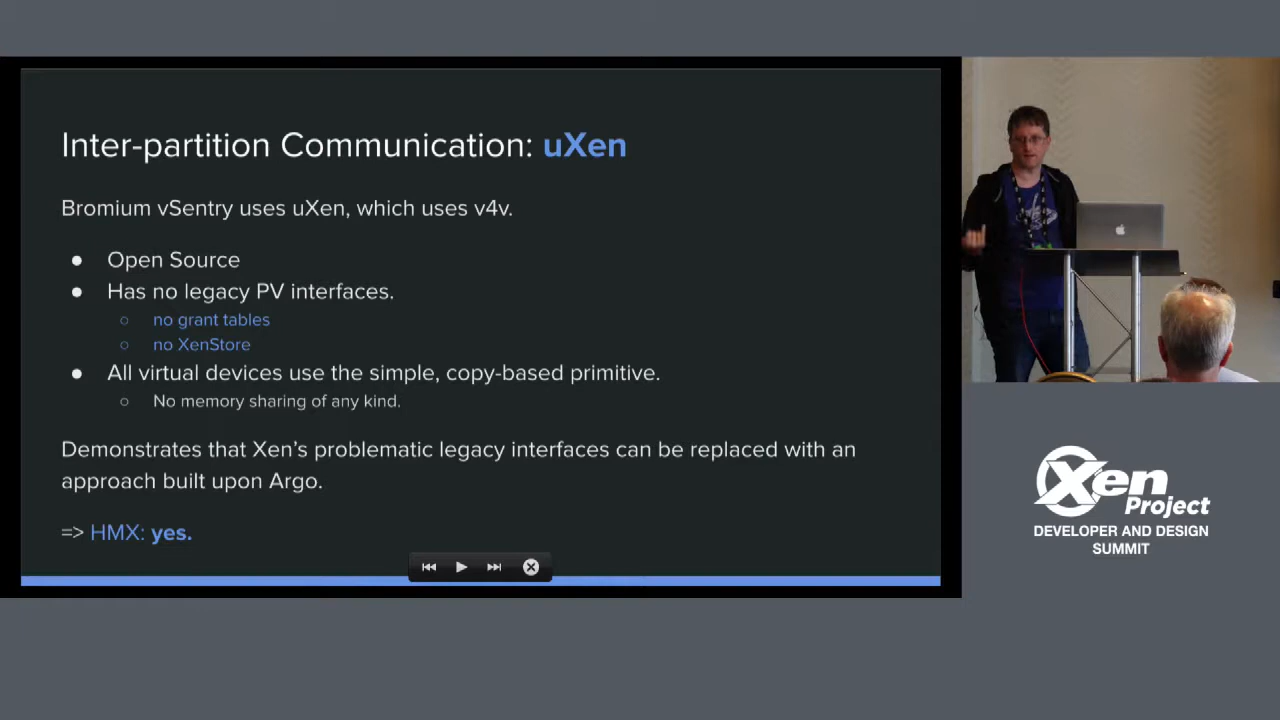 Inter-partition Communication: uXen
Bromium vSentry uses uXen, which uses v4v.
● Open Source
● Has no legacy PV interfaces.
○ no grant tables
○ no XenStore
● All virtual devices use the simple, copy-based primitive.
○ No memory sharing of any kind.
Demonstrates that Xen’s problematic legacy interfaces can be replaced with an
approach built upon Argo.
=> HMX: yes.
Xen
Project
DEVELOPER AND DESIGN
SUMMIT